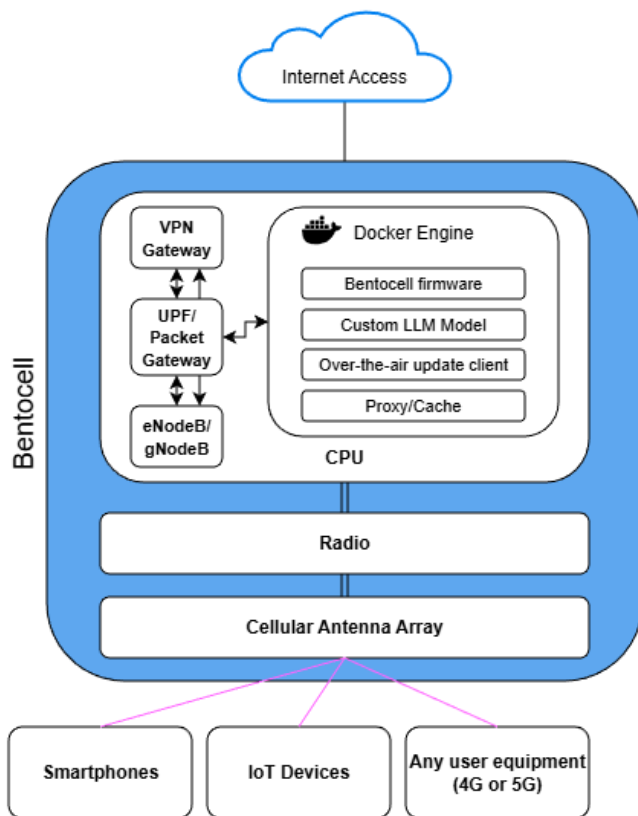 Internet Access
Bentocell
VPN
Gateway
UPF/
Packet
Gateway
eNodeB/
gNodeB
Docker Engine
Bentocell firmware
Custom LLM Model
Over-the-air update client
Proxy/Cache
CPU
Radio
Cellular Antenna Array
Smartphones
IoT Devices
Any user equipment
(4G or 5G)